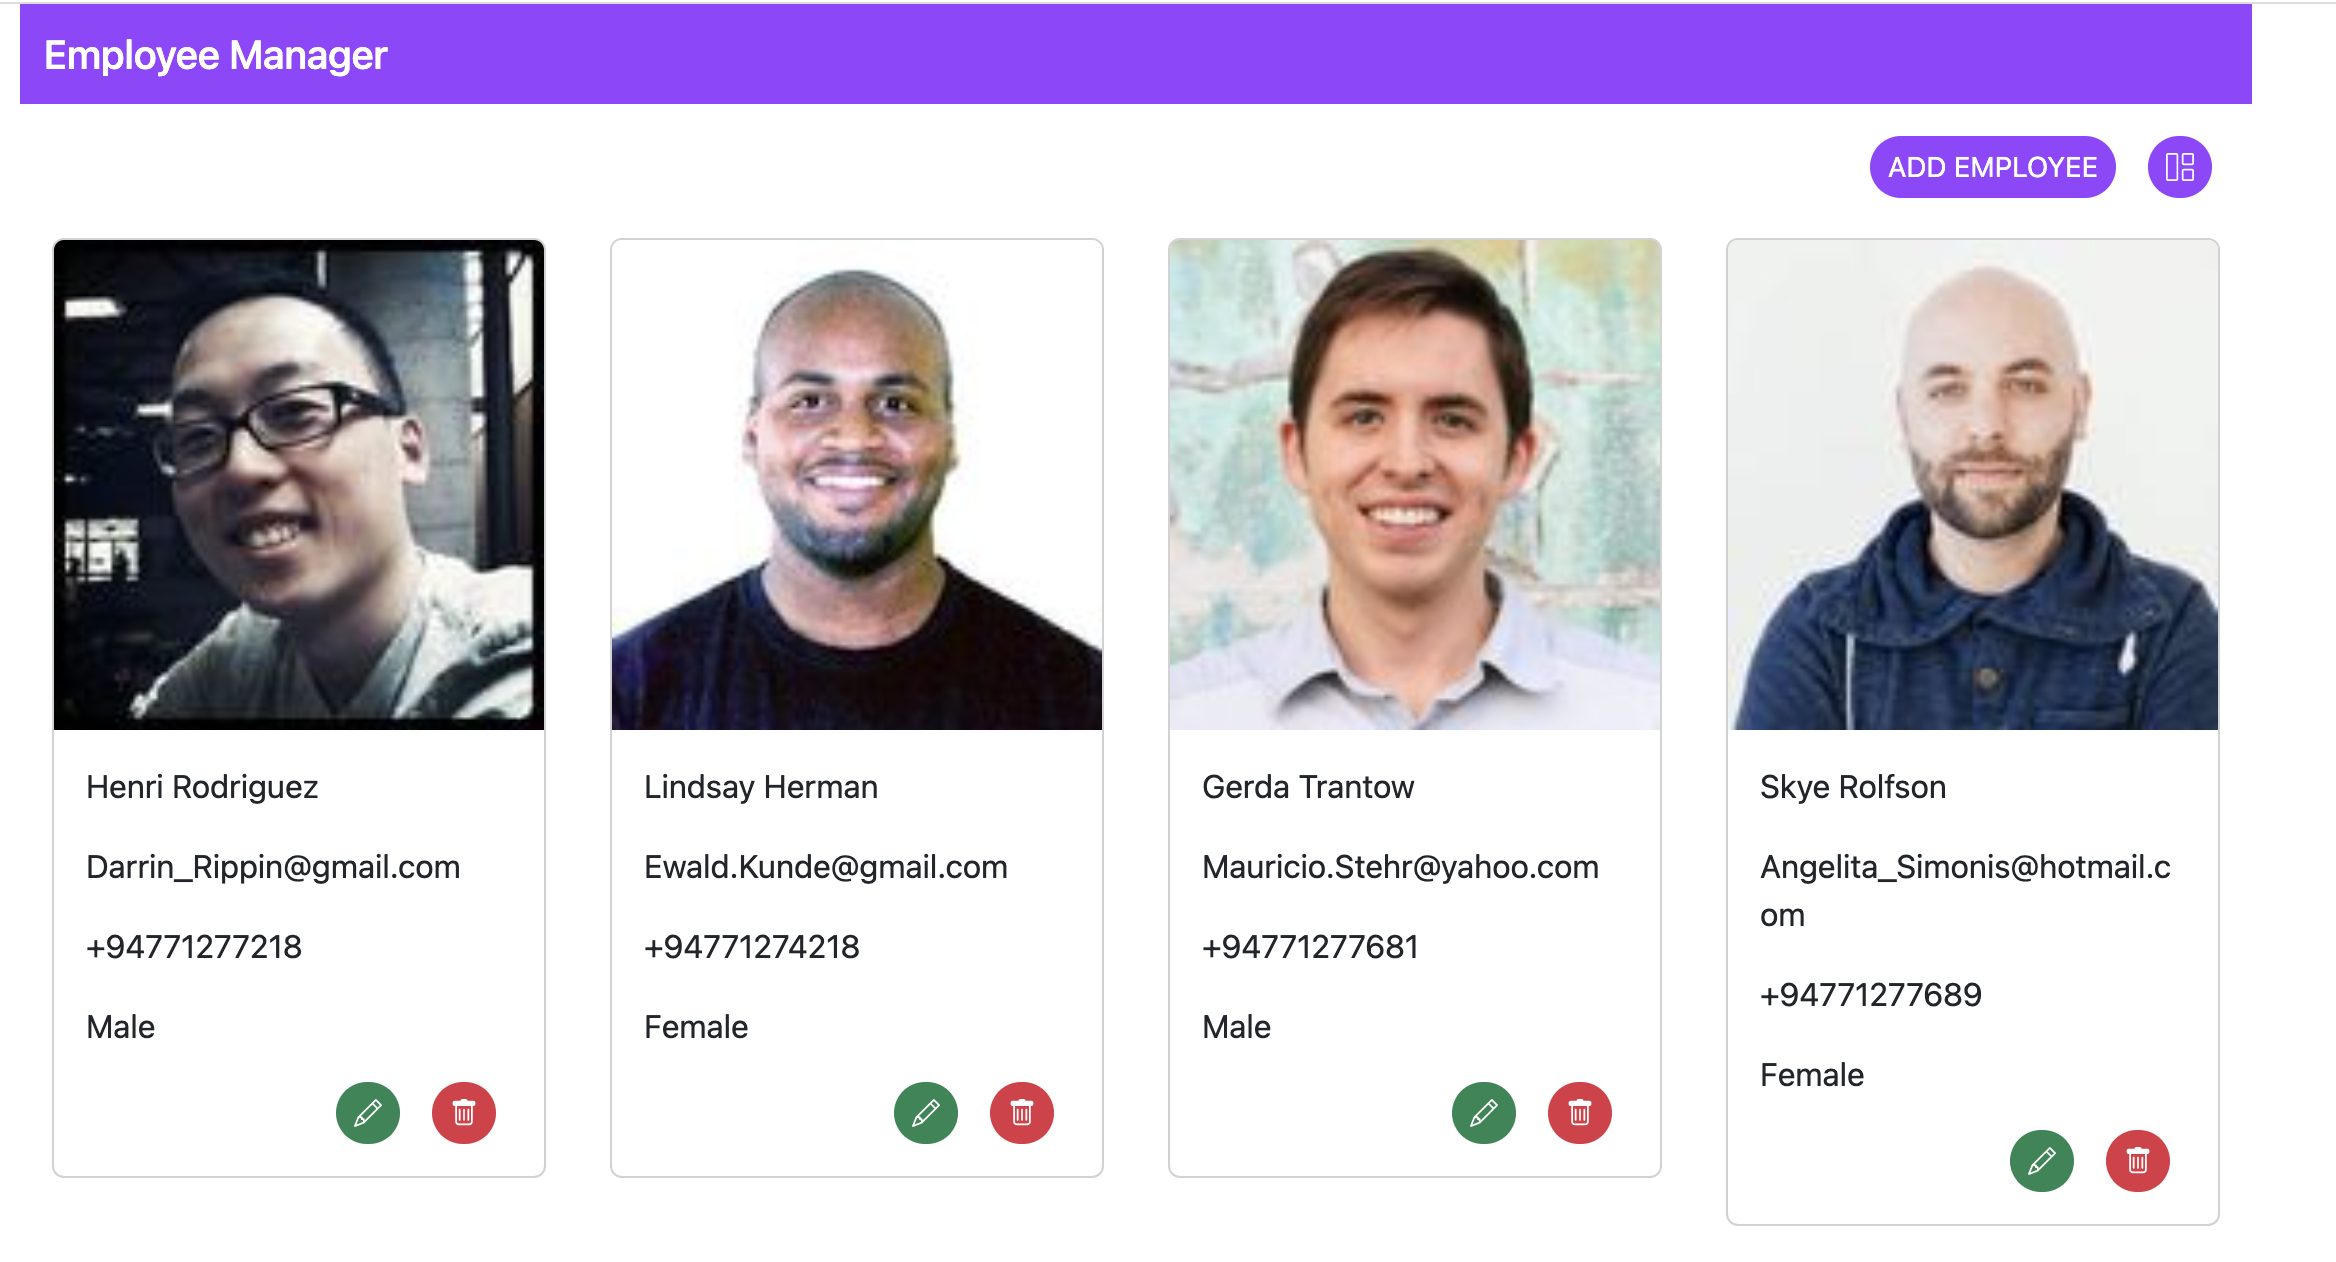 Employee Manager
ADD EMPLOYEE
Henri Rodriguez
Darrin_Rippin@gmail.com
+94771277218
Male
Lindsay Herman
Ewald.Kunde@gmail.com
+94771274218
Female
Gerda Trantow
Mauricio.Stehr@yahoo.com
+94771277681
Male
Skye Rolfson
Angelita_Simonis@hotmail.c
om
+94771277689
Female